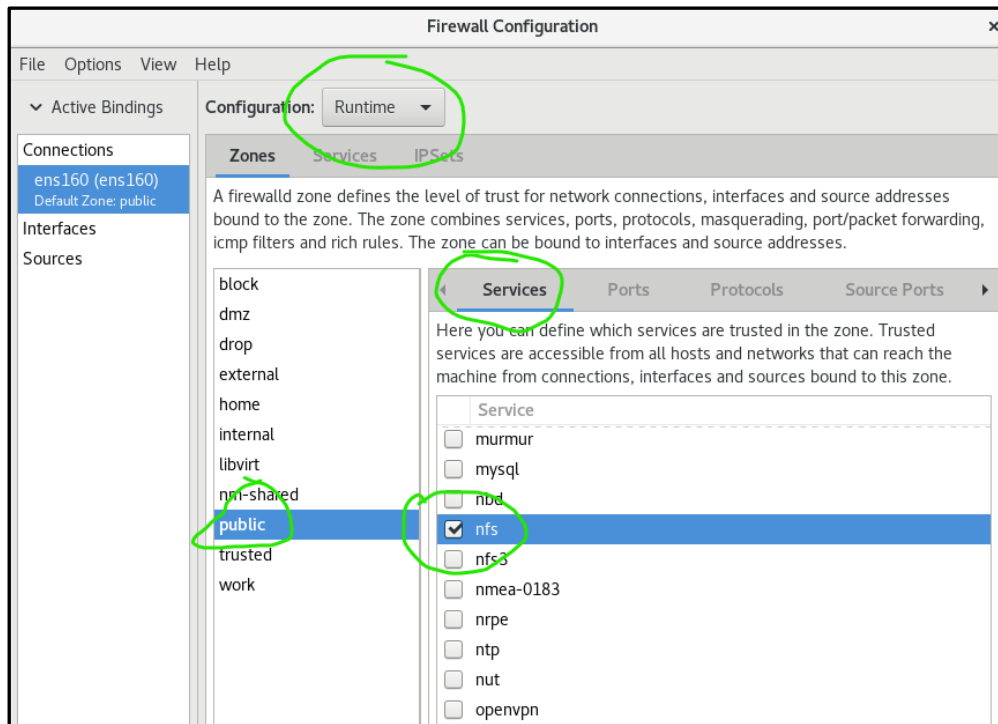 Firewall Configuration
File Options View Help
Active Bindings
Configuration: Runtime
Connections
ens160 (ens160)
Default Zone: public
Interfaces
Sources
Zones Services IPSets
A firewalld zone defines the level of trust for network connections, interfaces and source addresses
bound to the zone. The zone combines services, ports, protocols, masquerading, port/packet forwarding,
icmp filters and rich rules. The zone can be bound to interfaces and source addresses.
block
dmz
drop
external
home
internal
libvirt
nm-shared
public
trusted
work
Services Ports Protocols Source Ports
Here you can define which services are trusted in the zone. Trusted
services are accessible from all hosts and networks that can reach the
machine from connections, interfaces and sources bound to this zone.
Service
murmur
mysql
nbd
nfs
nfs3
nmea-0183
nrpe
ntp
nut
openvpn